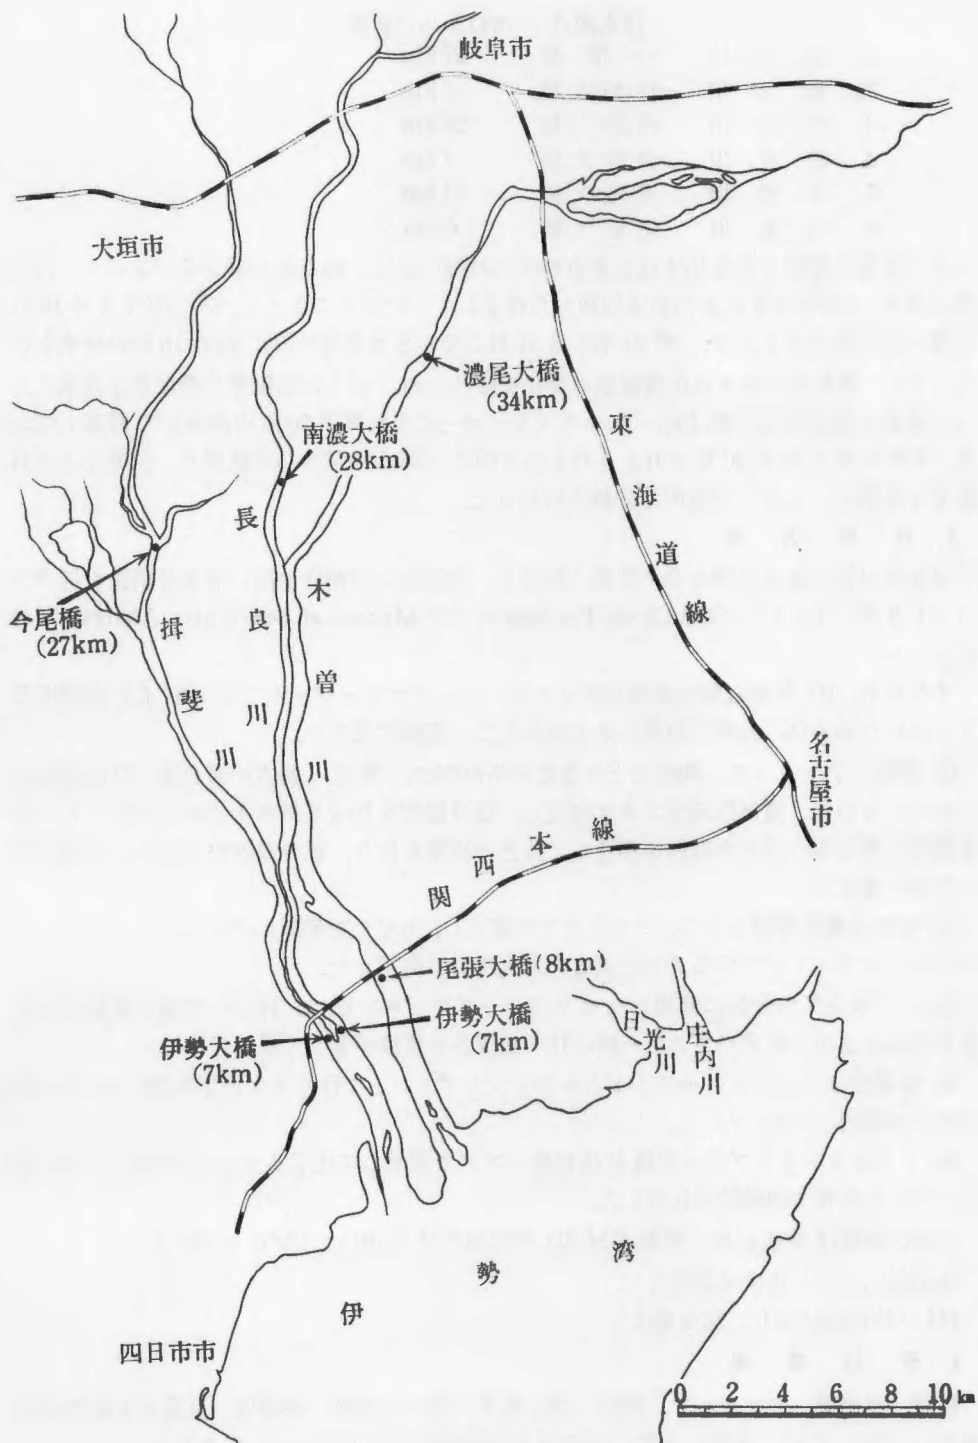 岐阜市
大垣市
濃尾大橋
(34km)
南濃大橋
(28km)
東海道線
長良川
木曽川
今尾橋
(27km)
揖斐川
名古屋市
関西本線
尾張大橋(8km)
伊勢大橋
(7km)
伊勢大橋
(7km)
日光川
庄内川
伊勢湾
四日市市
0 2 4 6 8 10km